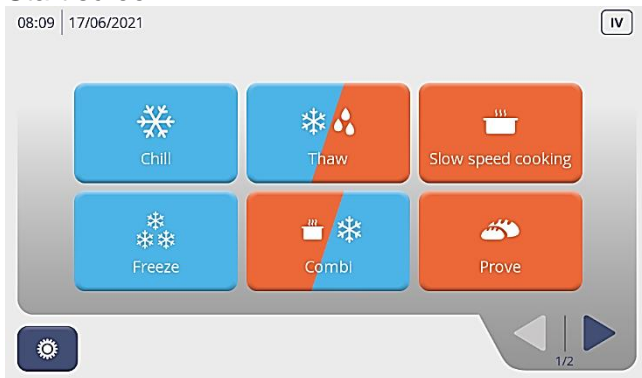 08:09 17/06/2021
IV
Chill
Thaw
Slow speed cooking
Freeze
Combi
Prove
1/2